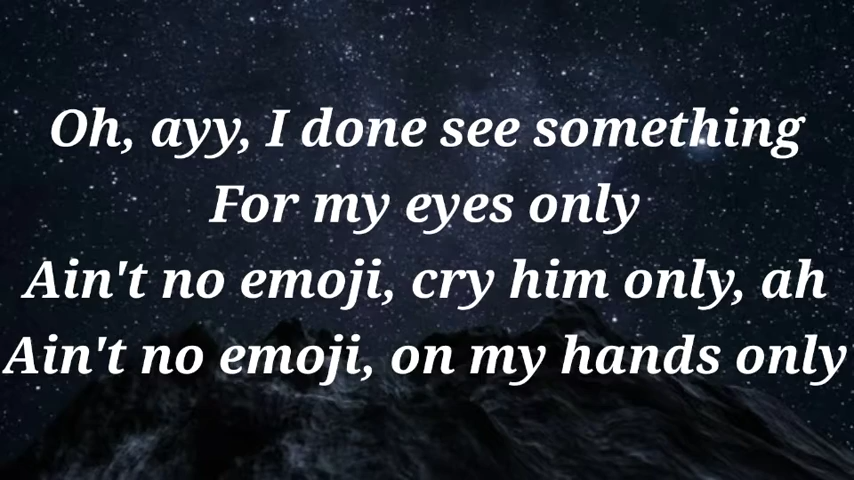 Oh, ayy, I done see something
For my eyes only
Ain't no emoji, cry him only, ah
Ain't no emoji, on my hands only